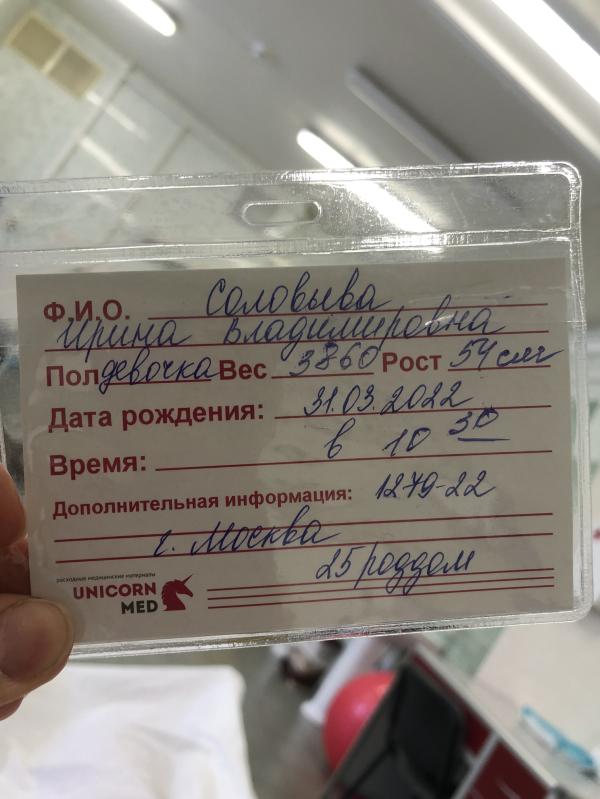 Ф.И.О. Соловьева
Ирина Владимировна
Пол девочка Вес 3860 Рост 54 см
Дата рождения: 31.03.2022
Время: в 10 30
Дополнительная информация: 1279-22
г. Москва
25 роддом
расходные медицинские материалы
UNICORN
MED